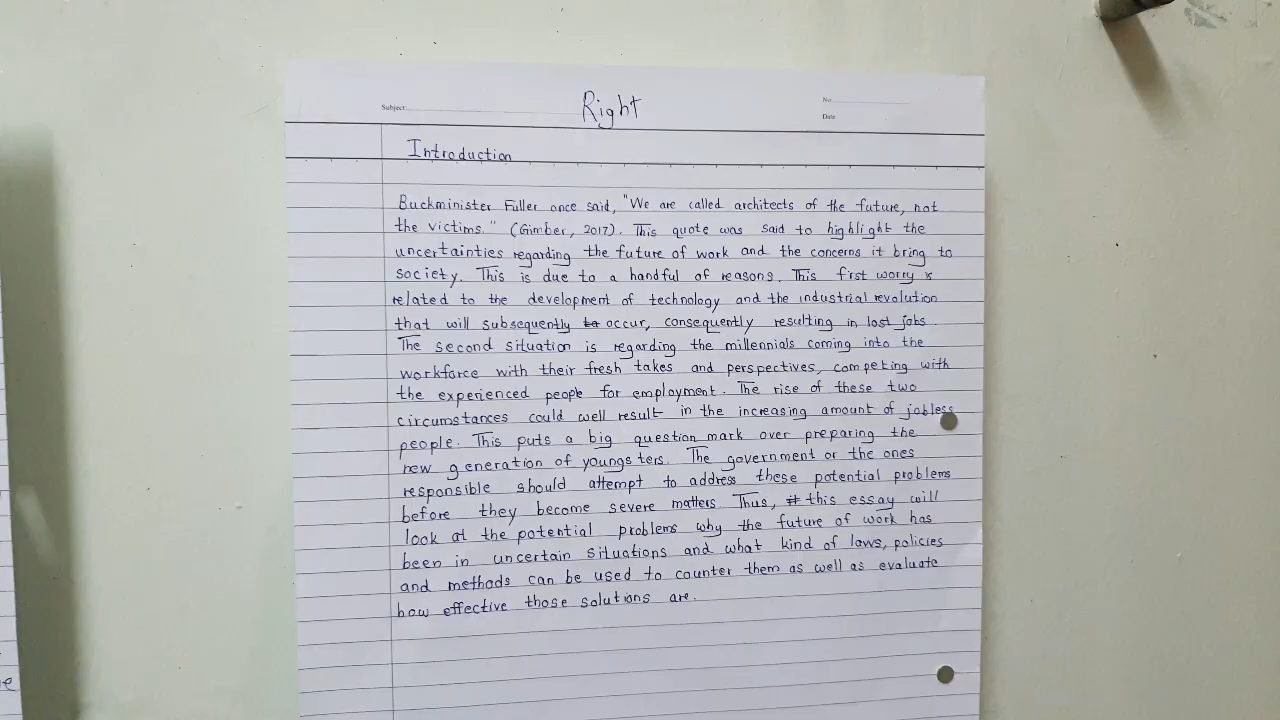 Subject
Right
No
Date
Introduction
Buckminister Fuller once said, "We are called architects of the future, not
the victims." (Gimber, 2017). This quote was said to highlight the
uncertainties regarding the future of work and the concerns it bring to
society. This is due to a handful of reasons. This first worry is
related to the development of technology and the industrial revolution
that will subsequently to occur, consequently resulting in lost jobs.
The second situation is regarding the millennials coming into the
workforce with their fresh takes and perspectives, competing with
the experienced people for employment. The rise of these two
circumstances could well result in the increasing amount of jobless
people. This puts a big question mark over preparing the
new generation of youngsters. The government or the ones
responsible should attempt to address these potential problems
before they become severe matters. Thus, this essay will
look at the potential problems why the future of work has
been in uncertain situations and what kind of laws, policies
and methods can be used to counter them as well as evaluate
how effective those solutions are.